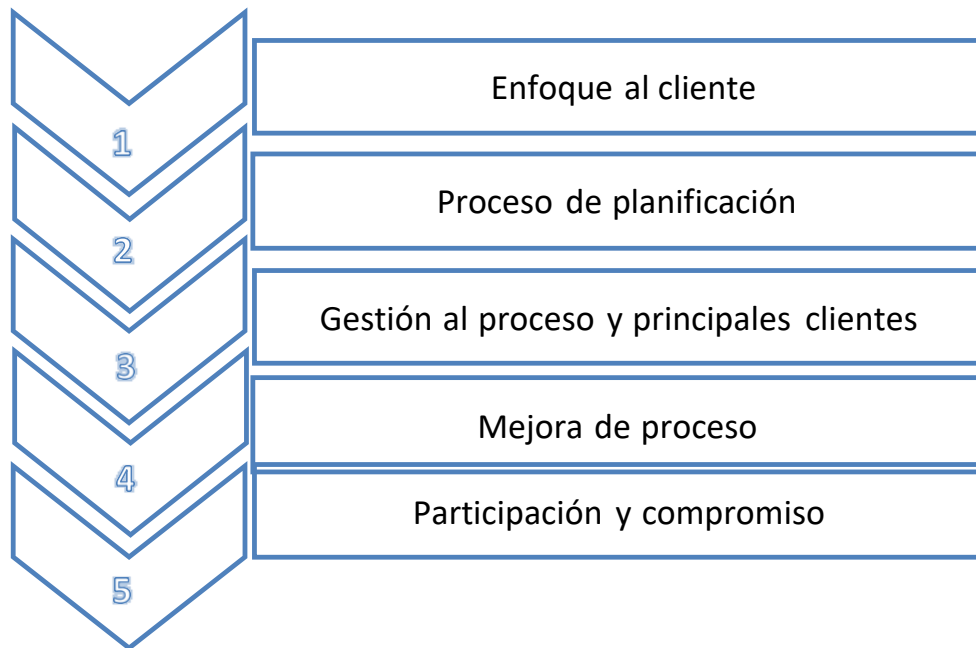 Enfoque al cliente
1
Proceso de planificación
2
Gestión al proceso y principales clientes
3
Mejora de proceso
4
Participación y compromiso
5